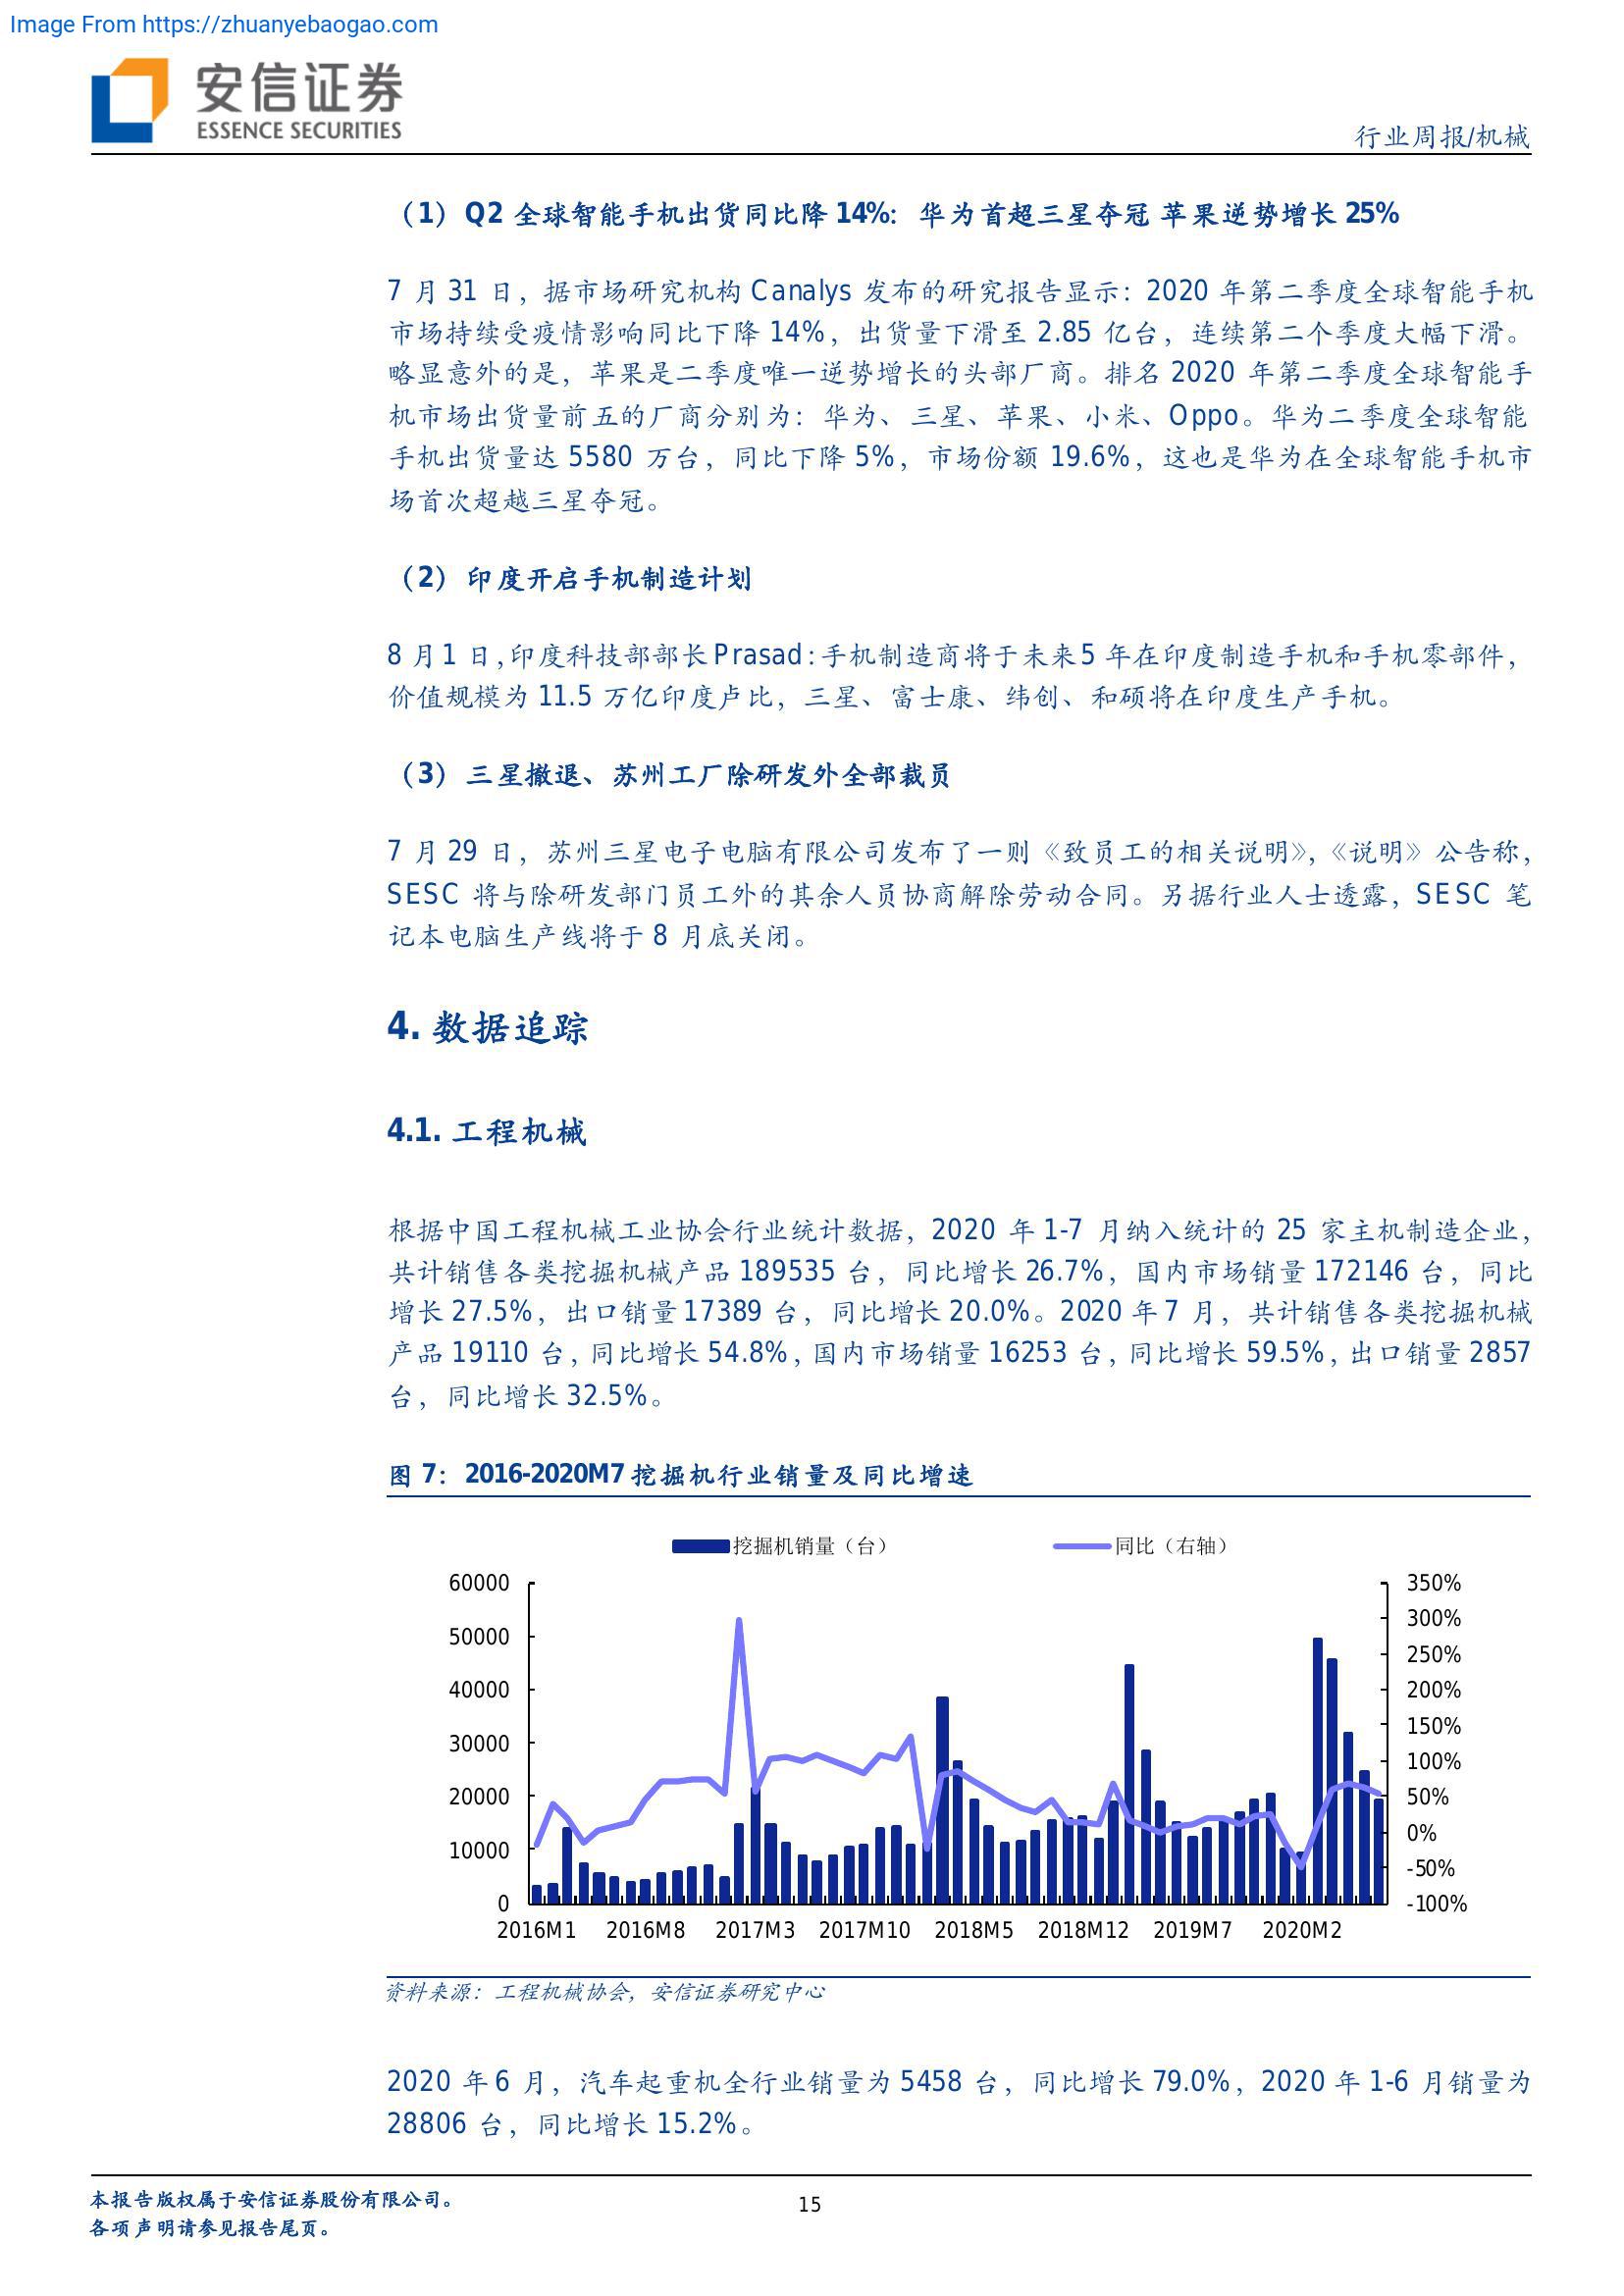 Image From https://zhuanyebaogao.com
安信证券
ESSENCE SECURITIES
行业周报/机械
（1）Q2 全球智能手机出货同比降 14%：华为首超三星夺冠 苹果逆势增长 25%
7 月 31 日，据市场研究机构 Canalys 发布的研究报告显示：2020 年第二季度全球智能手机
市场持续受疫情影响同比下降 14%，出货量下滑至 2.85 亿台，连续第二个季度大幅下滑。
略显意外的是，苹果是二季度唯一逆势增长的头部厂商。排名 2020 年第二季度全球智能手
机市场出货量前五的厂商分别为：华为、三星、苹果、小米、Oppo。华为二季度全球智能
手机出货量达 5580 万台，同比下降 5%，市场份额 19.6%，这也是华为在全球智能手机市
场首次超越三星夺冠。
（2）印度开启手机制造计划
8 月 1 日，印度科技部部长 Prasad：手机制造商将于未来 5 年在印度制造手机和手机零部件，
价值规模为 11.5 万亿印度卢比，三星、富士康、纬创、和硕将在印度生产手机。
（3）三星撤退、苏州工厂除研发外全部裁员
7 月 29 日，苏州三星电子电脑有限公司发布了一则《致员工的相关说明》，《说明》公告称，
SESC 将与除研发部门员工外的其余人员协商解除劳动合同。另据行业人士透露，SESC 笔
记本电脑生产线将于 8 月底关闭。
4. 数据追踪
4.1. 工程机械
根据中国工程机械工业协会行业统计数据，2020 年 1-7 月纳入统计的 25 家主机制造企业，
共计销售各类挖掘机械产品 189535 台，同比增长 26.7%，国内市场销量 172146 台，同比
增长 27.5%，出口销量 17389 台，同比增长 20.0%。2020 年 7 月，共计销售各类挖掘机械
产品 19110 台，同比增长 54.8%，国内市场销量 16253 台，同比增长 59.5%，出口销量 2857
台，同比增长 32.5%。
图 7：2016-2020M7 挖掘机行业销量及同比增速
挖掘机销量（台） 同比（右轴）
60000 350%
300%
50000
250%
40000 200%
150%
30000
100%
20000 50%
0%
10000
-50%
0 -100%
2016M1 2016M8 2017M3 2017M10 2018M5 2018M12 2019M7 2020M2
资料来源：工程机械协会，安信证券研究中心
2020 年 6 月，汽车起重机全行业销量为 5458 台，同比增长 79.0%，2020 年 1-6 月销量为
28806 台，同比增长 15.2%。
本报告版权属于安信证券股份有限公司。
15
各项声明请参见报告尾页。